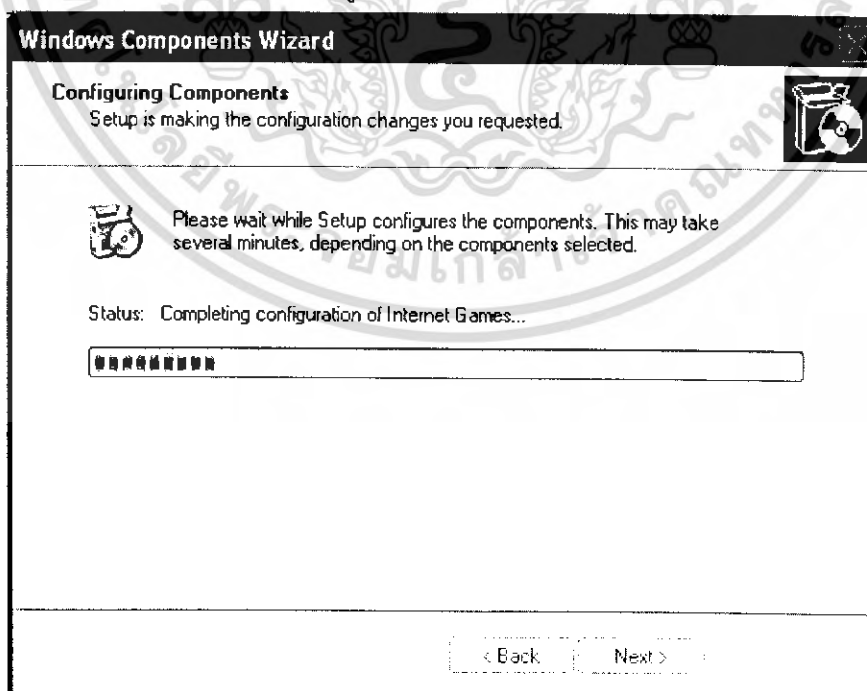 Windows Components Wizard
Configuring Components
Setup is making the configuration changes you requested.
Please wait while Setup configures the components. This may take
several minutes, depending on the components selected.
Status: Completing configuration of Internet Games...
< Back Next >